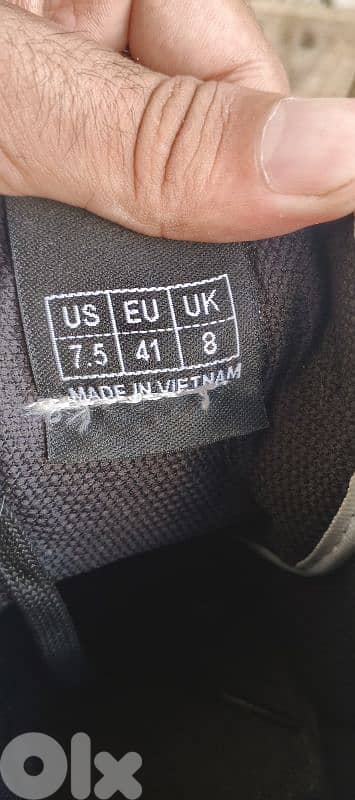 US EU UK
7.5 41 8
MADE IN VIETNAM
OLX